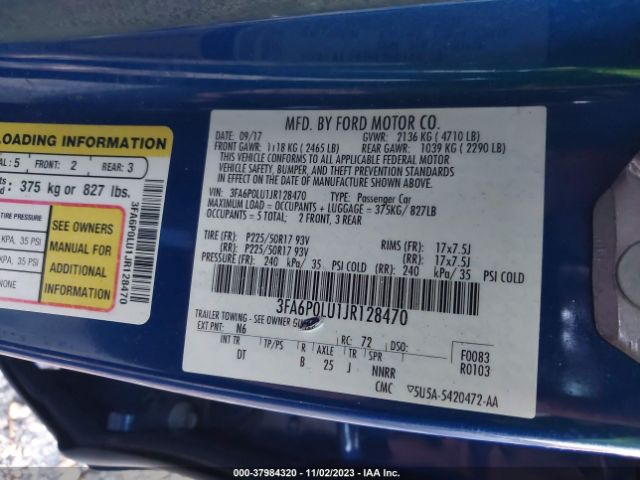 LOADING INFORMATION
AL: 5 FRONT: 2 REAR: 3
375 kg or 827 lbs.
TIRE PRESSURE
KPA, 35 PSI
KPA, 35 PSI
NONE
SEE OWNERS
MANUAL FOR
ADDITIONAL
INFORMATION
3FA6P0LU1JR128470
MFD. BY FORD MOTOR CO.
DATE: 09/17 GVWR: 2136 KG ( 4710 LB)
FRONT GAWR: 1118 KG ( 2465 LB) REAR GAWR: 1039 KG ( 2290 LB)
THIS VEHICLE CONFORMS TO ALL APPLICABLE FEDERAL MOTOR
VEHICLE SAFETY, BUMPER, AND THEFT PREVENTION STANDARDS
IN EFFECT ON THE DATE OF MANUFACTURE SHOWN ABOVE.
VIN: 3FA6P0LU1JR128470 TYPE: Passenger Car
MAXIMUM LOAD = OCCUPANTS + LUGGAGE = 375KG/ 827LB
OCCUPANTS = 5 TOTAL: 2 FRONT, 3 REAR
TIRE (FR): P225/50R17 93V RIMS (FR): 17x7.5J
(RR): P225/50R17 93V (RR): 17x7.5J
PRESSURE (FR): 240 kPa/ 35 PSI COLD (RR): 240 kPa/ 35 PSI COLD
3FA6P0LU1JR128470
TRAILER TOWING - SEE OWNER GU
EXT PNT: N6 RC: 72 DSO: F0083
INT TR TP/PS R AXLE TR SPR R0103
DT B 25 J NNRR
CMC ▽5U5A-5420472-AA
IAA Stock: 37984320 | 11/02/2023 | IAA Inc.